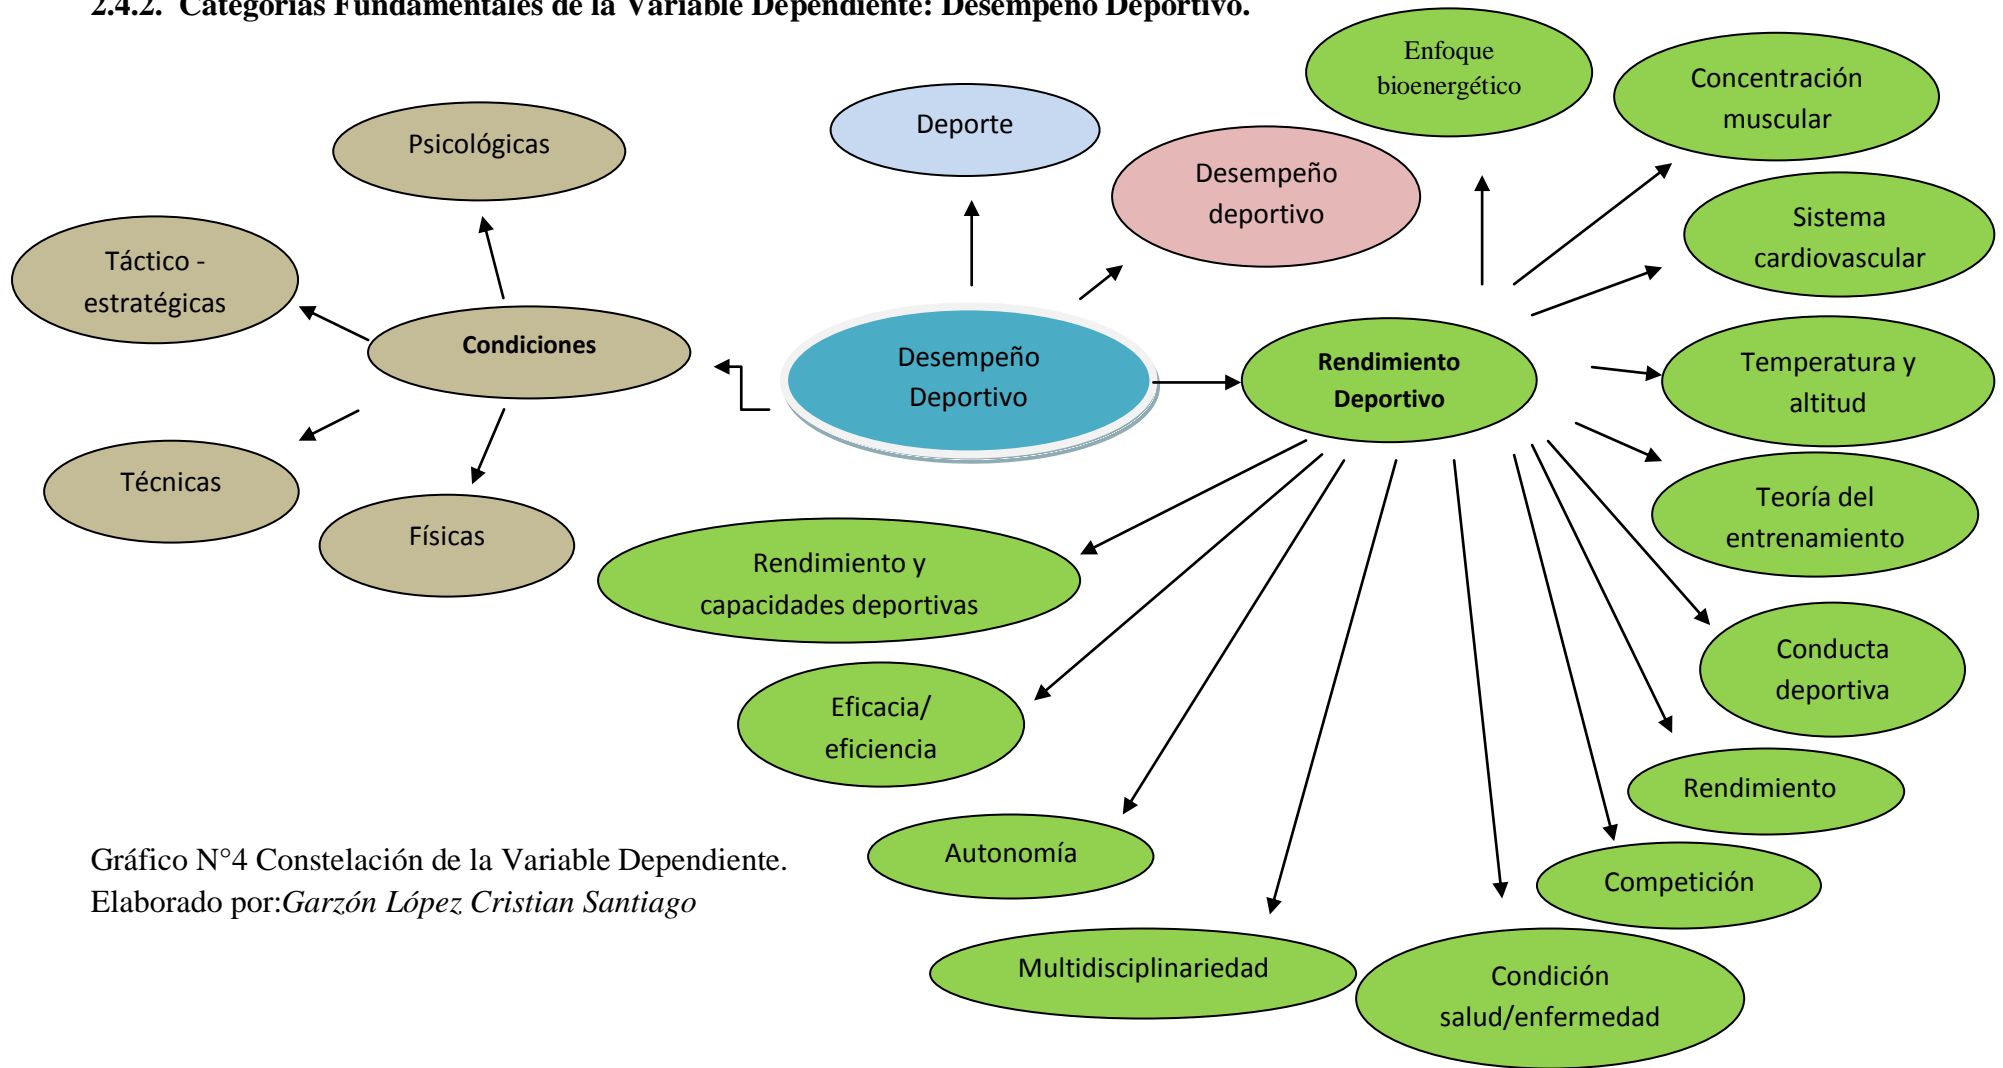 2.4.2. Categorías Fundamentales de la Variable Dependiente: Desempeño Deportivo.
Enfoque
bioenergético
Concentración
muscular
Deporte
Psicológicas
Desempeño
deportivo
Sistema
cardiovascular
Táctico -
estratégicas
Condiciones
Desempeño
Deportivo
Rendimiento
Deportivo
Temperatura y
altitud
Técnicas
Físicas
Teoría del
entrenamiento
Rendimiento y
capacidades deportivas
Conducta
deportiva
Eficacia/
eficiencia
Rendimiento
Autonomía
Competición
Multidisciplinariedad
Condición
salud/enfermedad
Gráfico N°4 Constelación de la Variable Dependiente.
Elaborado por:Garzón López Cristian Santiago